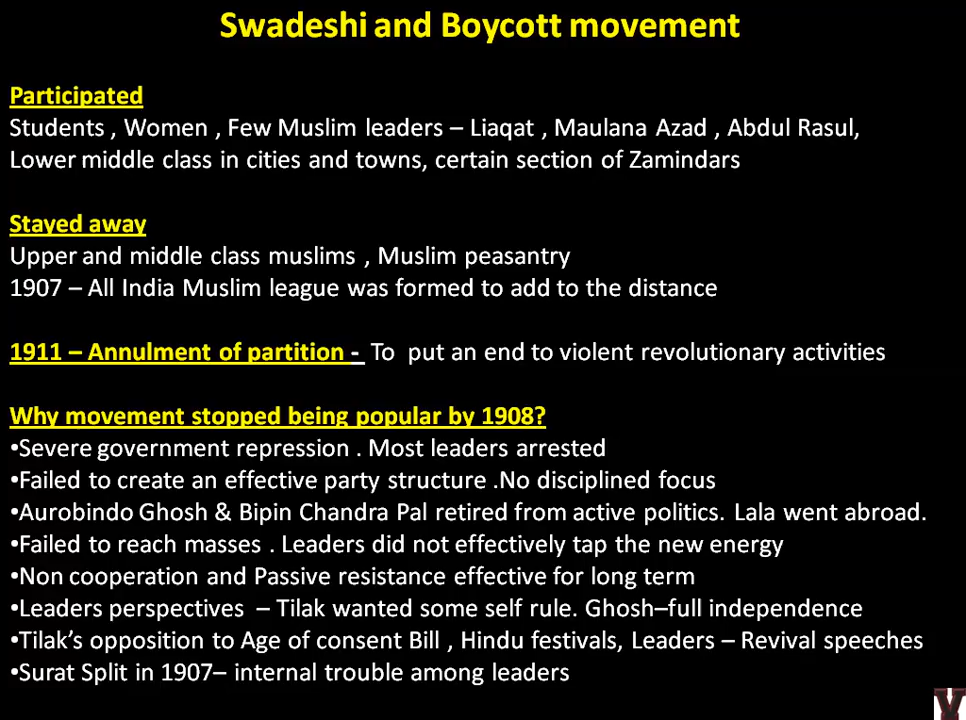 Swadeshi and Boycott movement
Participated
Students , Women , Few Muslim leaders – Liaqat , Maulana Azad , Abdul Rasul,
Lower middle class in cities and towns, certain section of Zamindars
Stayed away
Upper and middle class muslims , Muslim peasantry
1907 – All India Muslim league was formed to add to the distance
1911 – Annulment of partition - To put an end to violent revolutionary activities
Why movement stopped being popular by 1908?
•Severe government repression . Most leaders arrested
•Failed to create an effective party structure .No disciplined focus
•Aurobindo Ghosh & Bipin Chandra Pal retired from active politics. Lala went abroad.
•Failed to reach masses . Leaders did not effectively tap the new energy
•Non cooperation and Passive resistance effective for long term
•Leaders perspectives – Tilak wanted some self rule. Ghosh–full independence
•Tilak's opposition to Age of consent Bill , Hindu festivals, Leaders – Revival speeches
•Surat Split in 1907– internal trouble among leaders